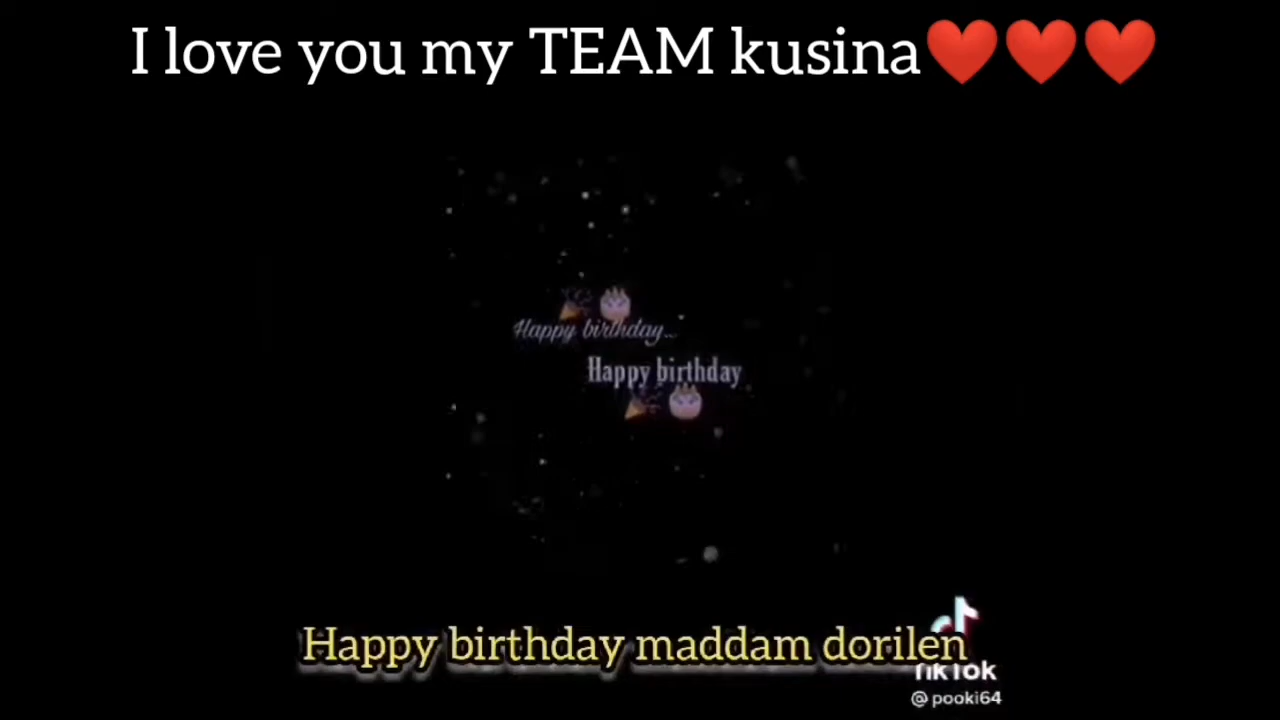 I love you my TEAM kusina❤️❤️❤️
🎉🎂
Happy birthday...
Happy birthday
🎉🎂
Happy birthday maddam dorilen
TikTok
@pooki64